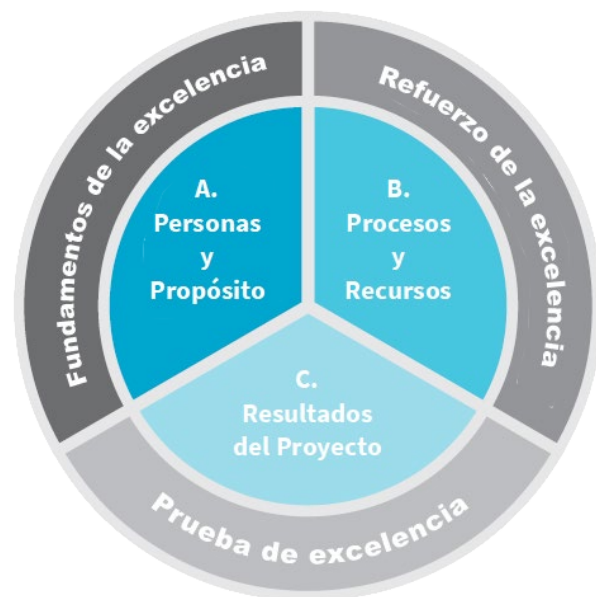 Fundamentos de la excelencia
Refuerzo de la excelencia
A.
Personas
y
Propósito
B.
Procesos
y
Recursos
C.
Resultados
del Proyecto
Prueba de excelencia